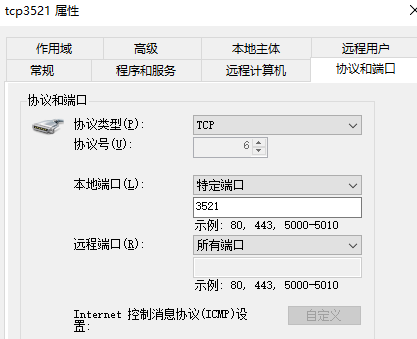 tcp3521 属性
作用域 高级 本地主体 远程用户
常规 程序和服务 远程计算机 协议和端口
协议和端口
协议类型(P): TCP
协议号(U): 6
本地端口(L): 特定端口
3521
示例: 80, 443, 5000-5010
远程端口(R): 所有端口
示例: 80, 443, 5000-5010
Internet 控制消息协议(ICMP)设
置: 自定义